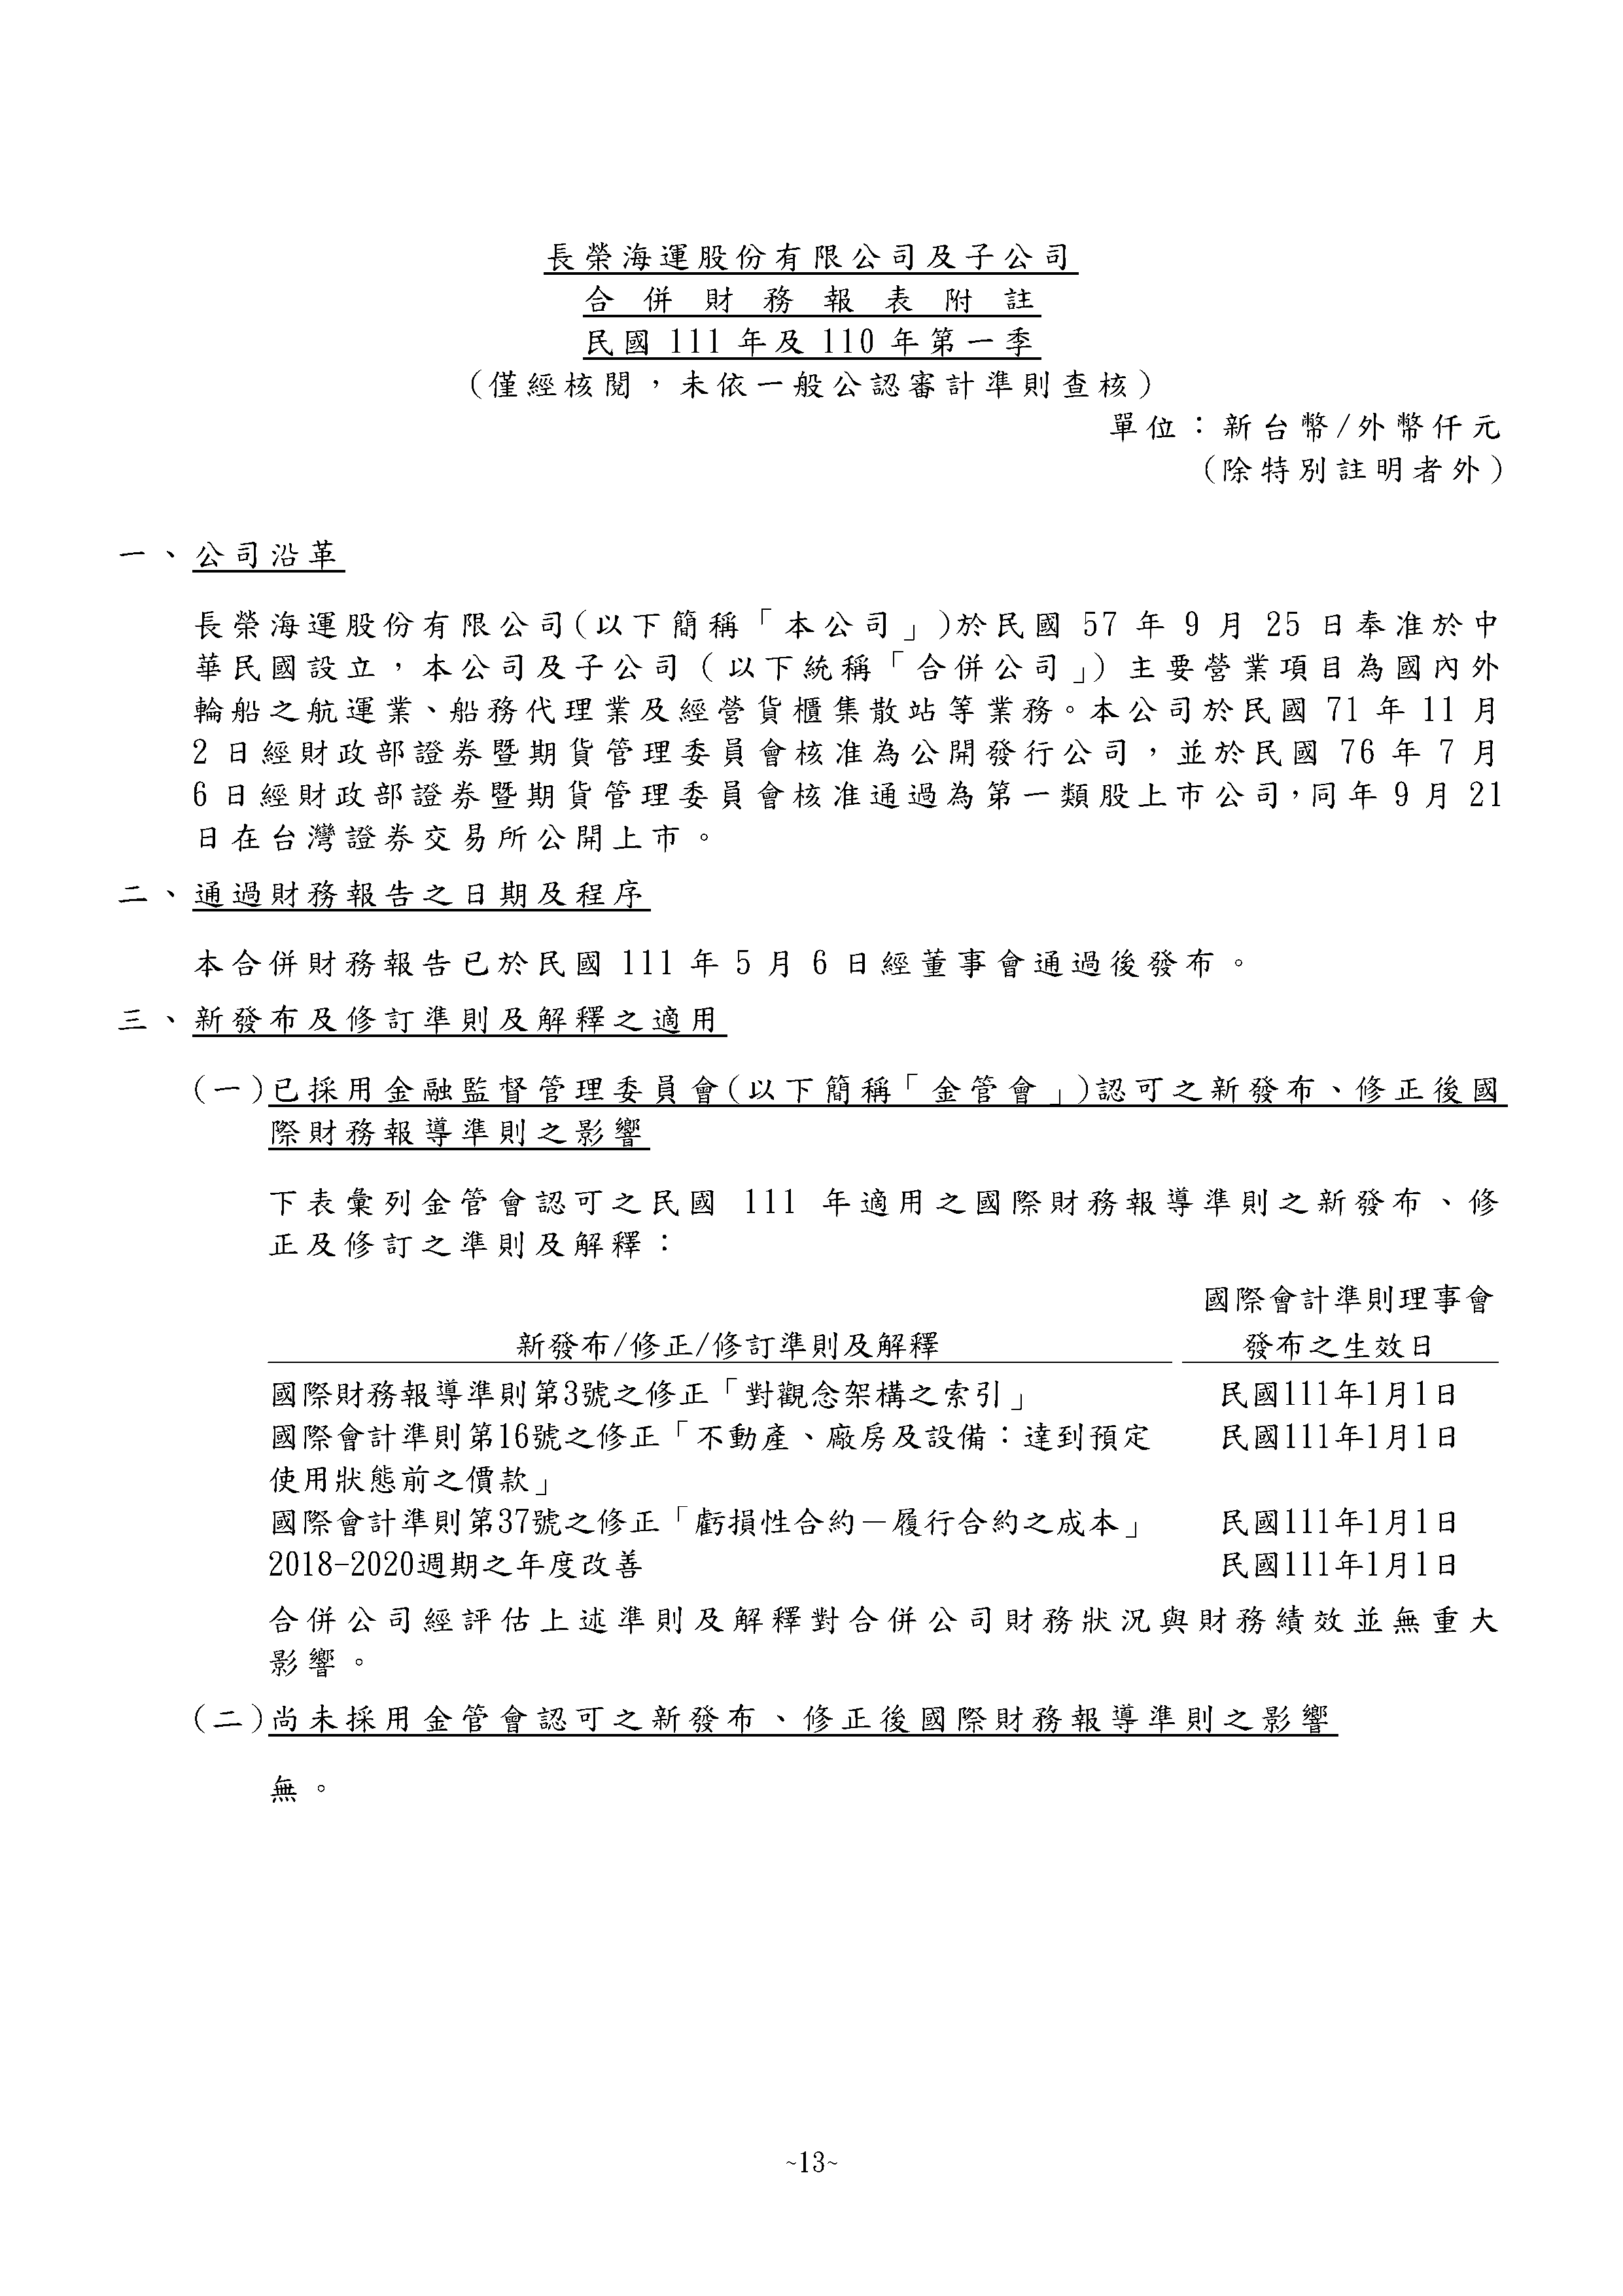 長榮海運股份有限公司及子公司
合併財務報表附註
民國 111 年及 110 年第一季
(僅經核閱,未依一般公認審計準則查核)
單位:新台幣/外幣仟元
(除特別註明者外)
一、公司沿革
長榮海運股份有限公司(以下簡稱「本公司」)於民國 57 年 9 月 25 日奉准於中
華民國設立,本公司及子公司(以下統稱「合併公司」)主要營業項目為國內外
輪船之航運業、船務代理業及經營貨櫃集散站等業務。本公司於民國 71 年 11 月
2 日經財政部證券暨期貨管理委員會核准為公開發行公司,並於民國 76 年 7 月
6 日經財政部證券暨期貨管理委員會核准通過為第一類股上市公司,同年 9 月 21
日在台灣證券交易所公開上市。
二、通過財務報告之日期及程序
本合併財務報告已於民國 111 年 5 月 6 日經董事會通過後發布。
三、新發布及修訂準則及解釋之適用
(一)已採用金融監督管理委員會(以下簡稱「金管會」)認可之新發布、修正後國
際財務報導準則之影響
下表彙列金管會認可之民國 111 年適用之國際財務報導準則之新發布、修
正及修訂之準則及解釋:
國際會計準則理事會
新發布/修正/修訂準則及解釋 發布之生效日
國際財務報導準則第3號之修正「對觀念架構之索引」 民國111年1月1日
國際會計準則第16號之修正「不動產、廠房及設備:達到預定 民國111年1月1日
使用狀態前之價款」
國際會計準則第37號之修正「虧損性合約-履行合約之成本」 民國111年1月1日
2018-2020週期之年度改善 民國111年1月1日
合併公司經評估上述準則及解釋對合併公司財務狀況與財務績效並無重大
影響。
(二)尚未採用金管會認可之新發布、修正後國際財務報導準則之影響
無。
~13~